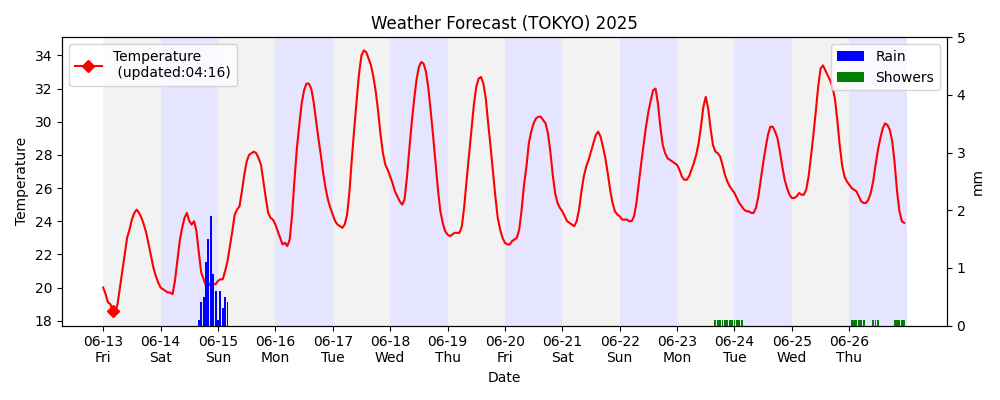 Weather Forecast (TOKYO) 2025
Temperature
(updated:04:16)
Rain
Showers
Temperature
34
32
30
28
26
24
22
20
18
5
4
3
2
1
0
mm
06-13 06-14 06-15 06-16 06-17 06-18 06-19 06-20 06-21 06-22 06-23 06-24 06-25 06-26
Fri Sat Sun Mon Tue Wed Thu Fri Sat Sun Mon Tue Wed Thu
Date